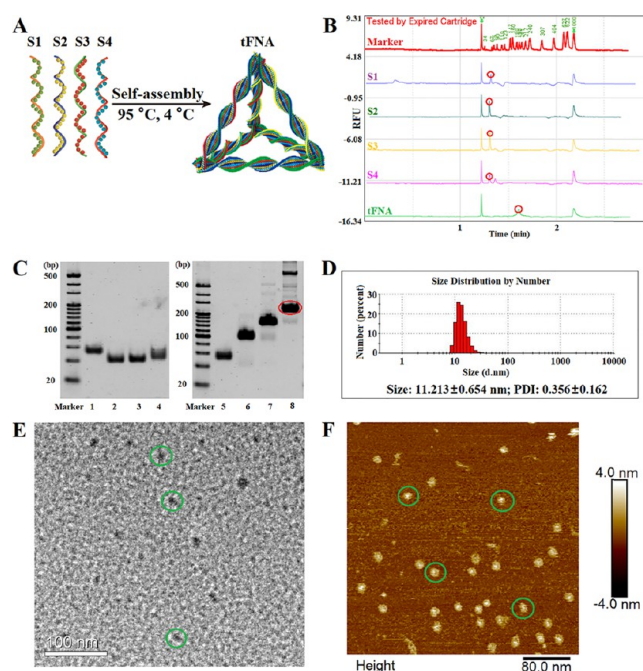 A
S1 S2 S3 S4
tFNA
Self-assembly
95 °C, 4 °C
B
Tested by Expired Cartridge
9.31
Marker
307
404
4.18
S1
-0.95
S2
RFU
-6.08
S3
-11.21
S4
tFNA
-16.34
1 2
Time (min)
C
(bp)
500
200
100
20
Marker 1 2 3 4
(bp)
500
200
100
20
Marker 5 6 7 8
D
Size Distribution by Number
Number (percent)
30
20
10
0
1 10 100 1000 10000
Size (d.nm)
Size: 11.213±0.654 nm; PDI: 0.356±0.162
E
100 nm
F
4.0 nm
-4.0 nm
Height
80.0 nm